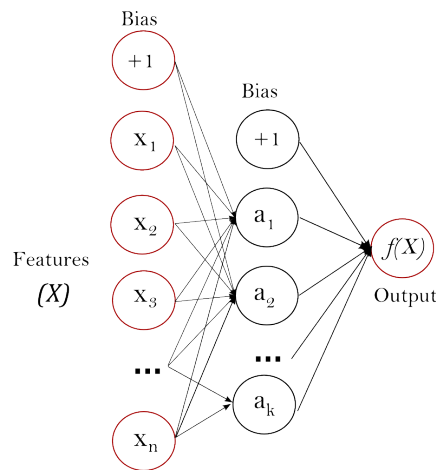 Bias
+1
x1
x2
x3
...
xn
Features
(X)
Bias
+1
a1
a2
...
ak
f(X)
Output